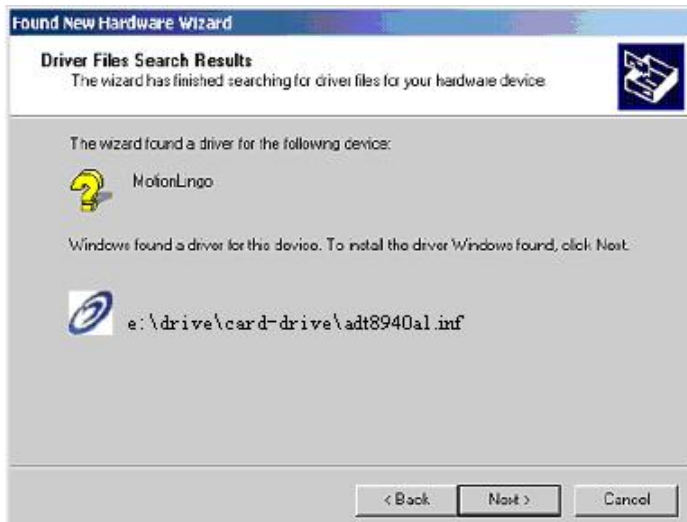 Found New Hardware Wizard
Driver Files Search Results
The wizard has finished searching for driver files for your hardware device.
The wizard found a driver for the following device:
MotionLingo
Windows found a driver for this device. To install the driver Windows found, click Next.
e:\drive\card-drive\adt8940a1.inf
< Back
Next >
Cancel